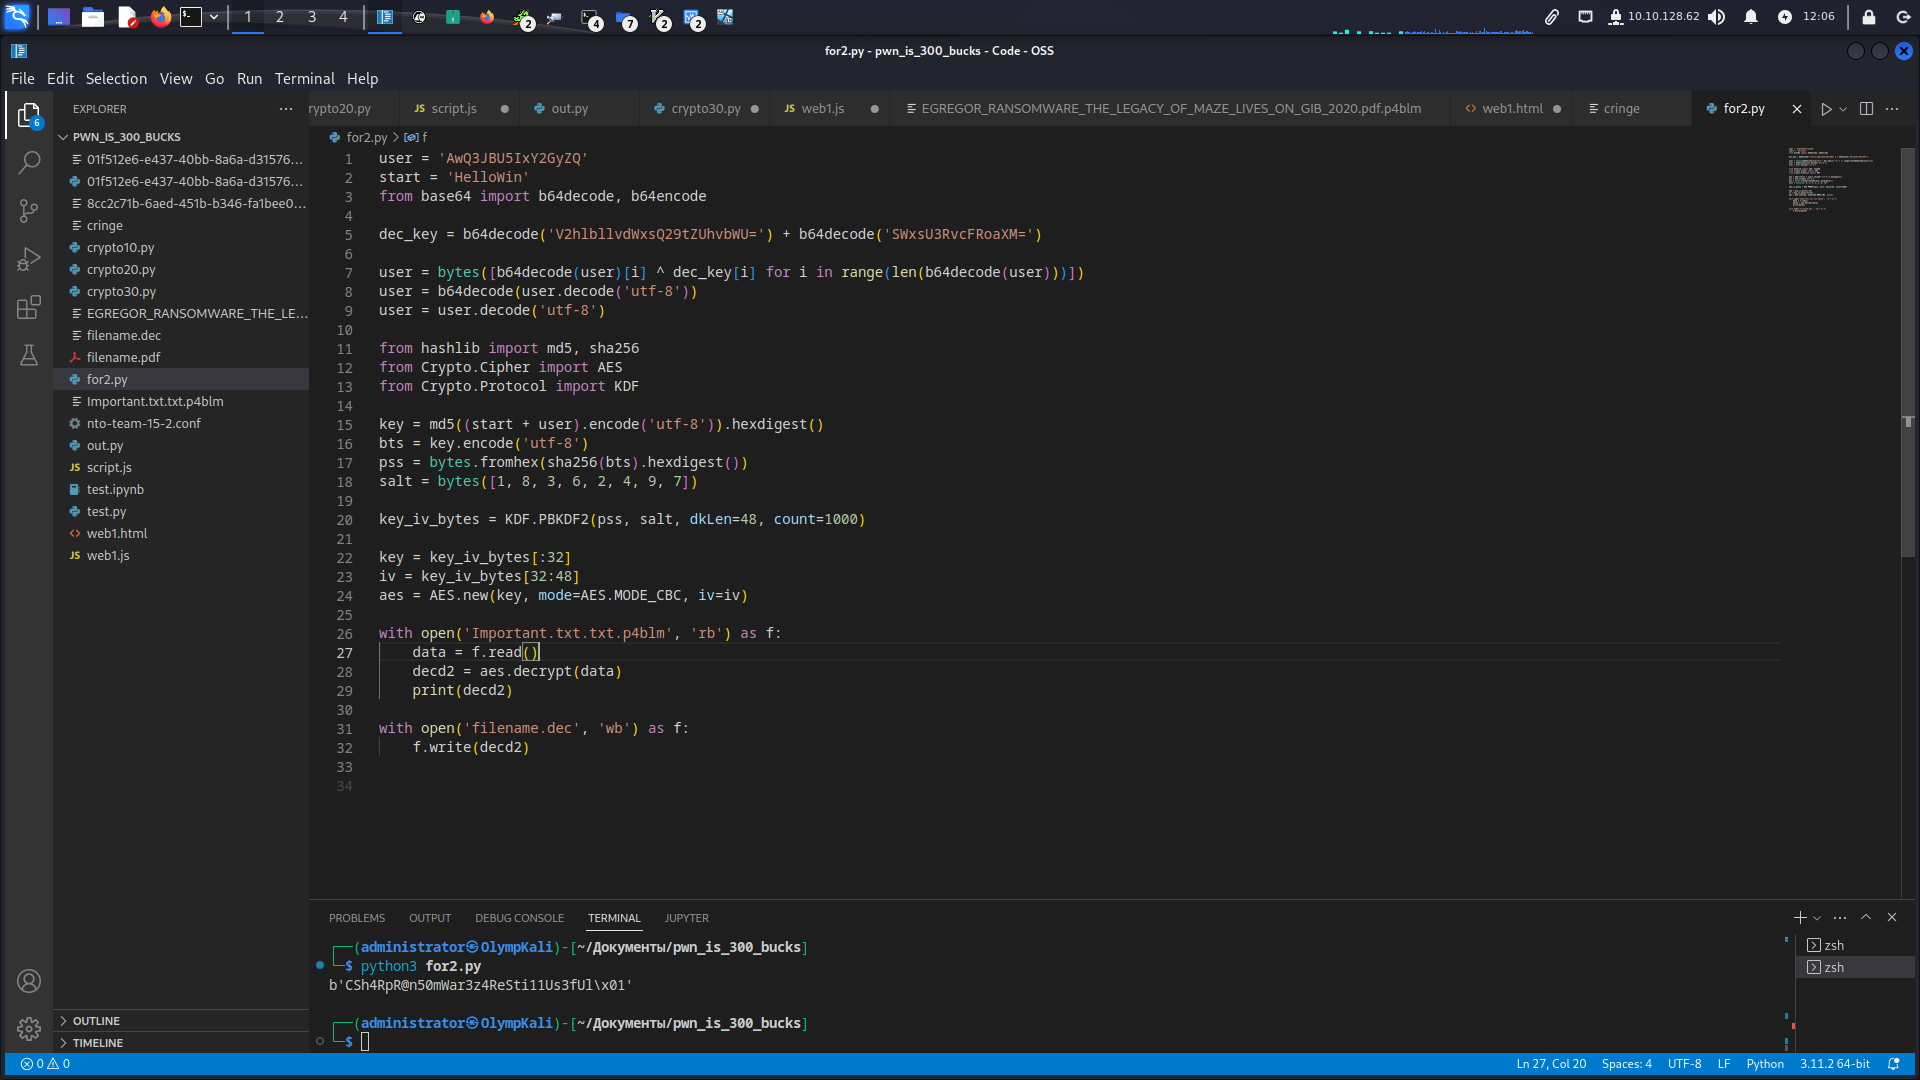 1 2 3 4
2 4 7 2 2
10.10.128.62 12:06
for2.py - pwn_is_300_bucks - Code - OSS
File Edit Selection View Go Run Terminal Help
EXPLORER
rypto20.py script.js out.py crypto30.py web1.js EGREGOR_RANSOMWARE_THE_LEGACY_OF_MAZE_LIVES_ON_GIB_2020.pdf.p4blm web1.html cringe for2.py
6
PWN_IS_300_BUCKS
01f512e6-e437-40bb-8a6a-d31576...
01f512e6-e437-40bb-8a6a-d31576...
8cc2c71b-6aed-451b-b346-fa1bee0...
cringe
crypto10.py
crypto20.py
crypto30.py
EGREGOR_RANSOMWARE_THE_LE...
filename.dec
filename.pdf
for2.py
Important.txt.txt.p4blm
nto-team-15-2.conf
out.py
script.js
test.ipynb
test.py
web1.html
web1.js
OUTLINE
TIMELINE
for2.py > f
1 user = 'AwQ3JBU5IxY2GyZQ'
2 start = 'HelloWin'
3 from base64 import b64decode, b64encode
4
5 dec_key = b64decode('V2hlbllvdWxsQ29tZUhvbWU=') + b64decode('SWxsU3RvcFRoaXM=')
6
7 user = bytes([b64decode(user)[i] ^ dec_key[i] for i in range(len(b64decode(user)))])
8 user = b64decode(user.decode('utf-8'))
9 user = user.decode('utf-8')
10
11 from hashlib import md5, sha256
12 from Crypto.Cipher import AES
13 from Crypto.Protocol import KDF
14
15 key = md5((start + user).encode('utf-8')).hexdigest()
16 bts = key.encode('utf-8')
17 pss = bytes.fromhex(sha256(bts).hexdigest())
18 salt = bytes([1, 8, 3, 6, 2, 4, 9, 7])
19
20 key_iv_bytes = KDF.PBKDF2(pss, salt, dkLen=48, count=1000)
21
22 key = key_iv_bytes[:32]
23 iv = key_iv_bytes[32:48]
24 aes = AES.new(key, mode=AES.MODE_CBC, iv=iv)
25
26 with open('Important.txt.txt.p4blm', 'rb') as f:
27 data = f.read()
28 decd2 = aes.decrypt(data)
29 print(decd2)
30
31 with open('filename.dec', 'wb') as f:
32 f.write(decd2)
33
34
PROBLEMS OUTPUT DEBUG CONSOLE TERMINAL JUPYTER
(administrator㉿OlympKali)-[~/Документы/pwn_is_300_bucks]
$ python3 for2.py
b'CSh4RpR@n50mWar3z4ReSti11Us3fUl\x01'
(administrator㉿OlympKali)-[~/Документы/pwn_is_300_bucks]
$
zsh
zsh
0 0 Ln 27, Col 20 Spaces: 4 UTF-8 LF Python 3.11.2 64-bit